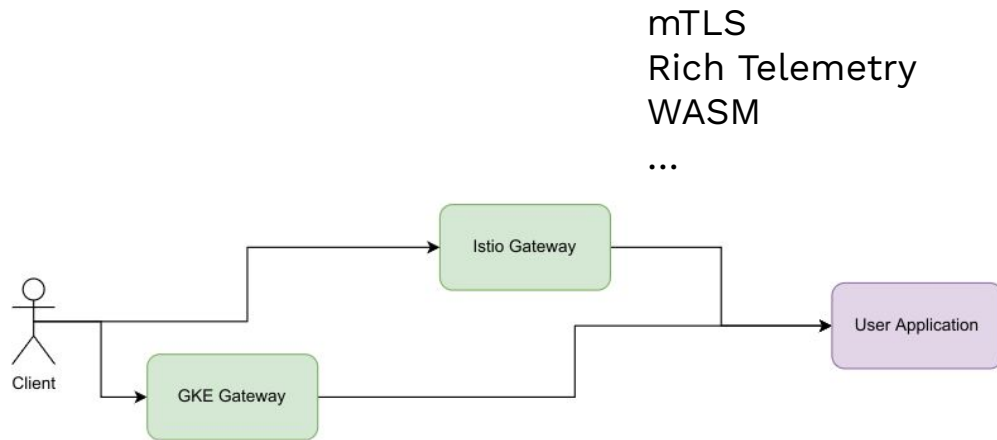 mTLS
Rich Telemetry
WASM
...
Istio Gateway
User Application
Client
GKE Gateway